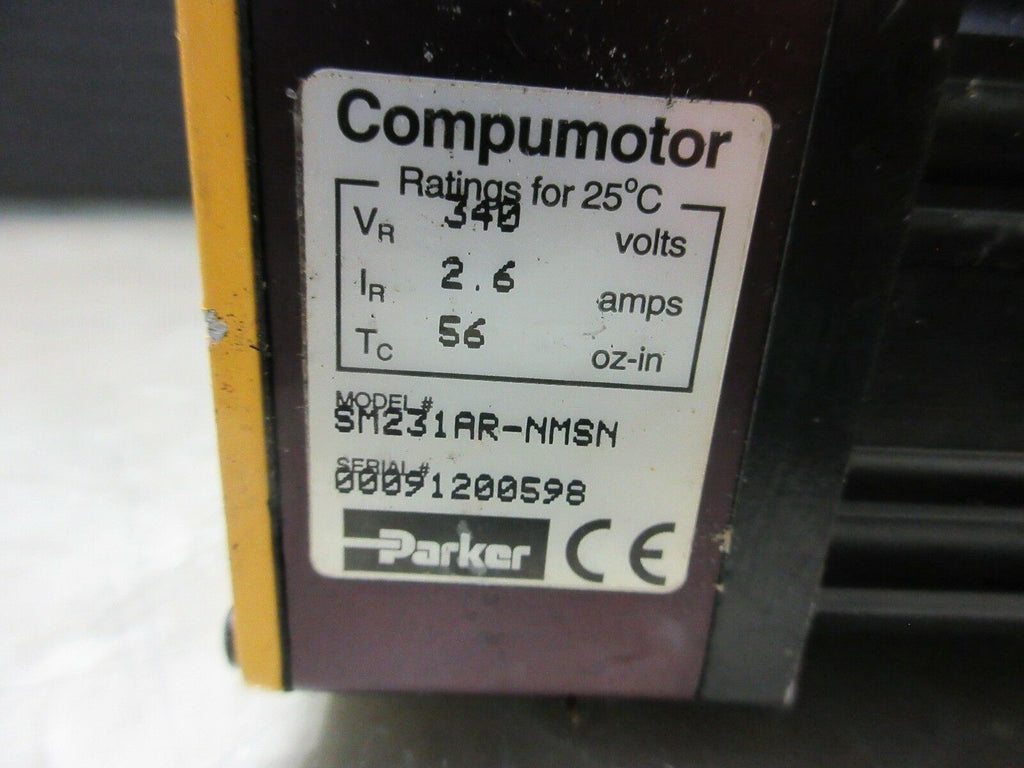 Compumotor
Ratings for 25°C
VR 340 volts
IR 2.6 amps
TC 56 oz-in
MODEL #
SM231AR-NMSN
SERIAL #
00091200598
Parker CE